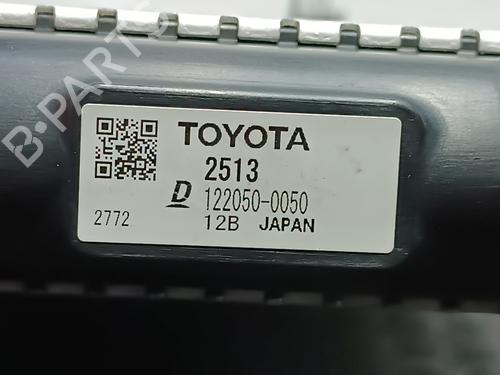 B-PARTS
TOYOTA
2513
D 122050-0050
2772 12B JAPAN